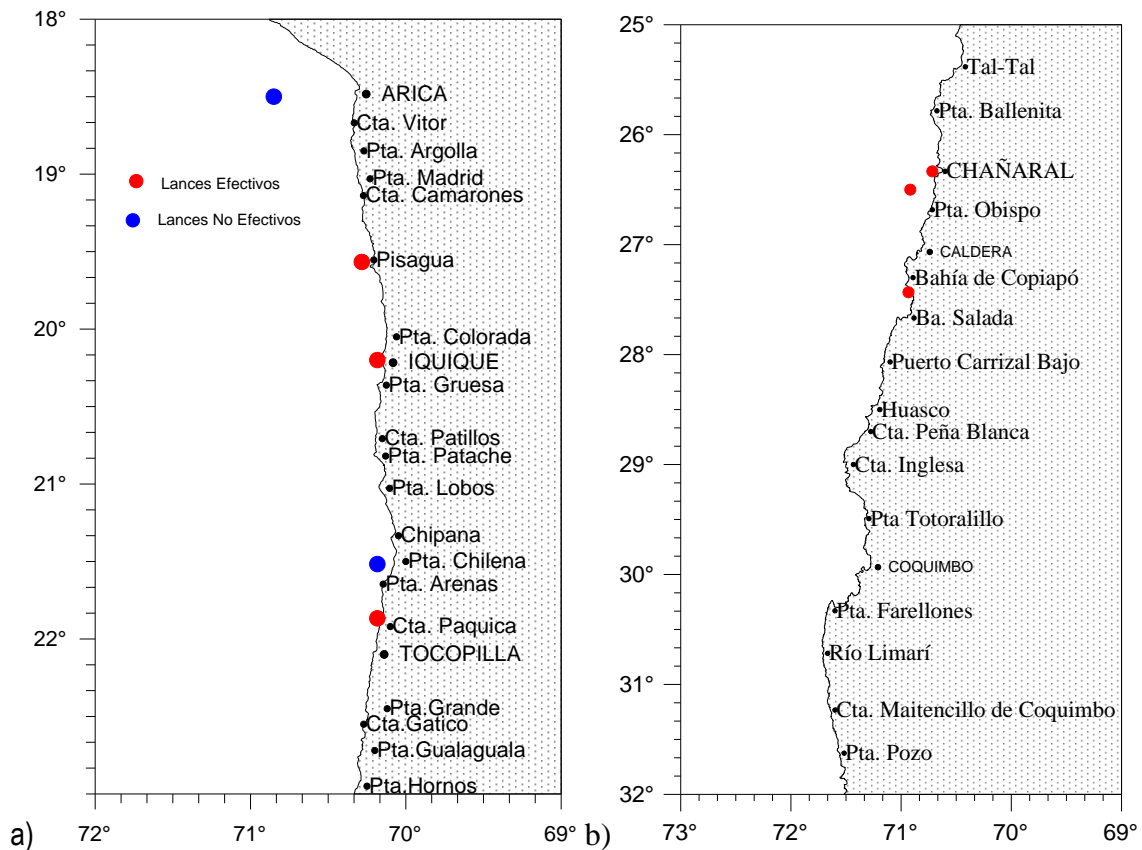 18°
19°
20°
21°
22°
ARICA
Cta. Vitor
Pta. Argolla
Pta. Madrid
Cta. Camarones
Lances Efectivos
Lances No Efectivos
Pisagua
Pta. Colorada
IQUIQUE
Pta. Gruesa
Cta. Patillos
Pta. Patache
Pta. Lobos
Chipana
Pta. Chilena
Pta. Arenas
Cta. Paquica
TOCOPILLA
Pta.Grande
Cta.Gatico
Pta.Gualaguala
Pta.Hornos
a)
72° 71° 70° 69°
25°
26°
27°
28°
29°
30°
31°
32°
Tal-Tal
Pta. Ballenita
CHAÑARAL
Pta. Obispo
CALDERA
Bahía de Copiapó
Ba. Salada
Puerto Carrizal Bajo
Huasco
Cta. Peña Blanca
Cta. Inglesa
Pta Totoralillo
COQUIMBO
Pta. Farellones
Río Limarí
Cta. Maitencillo de Coquimbo
Pta. Pozo
b)
73° 72° 71° 70° 69°